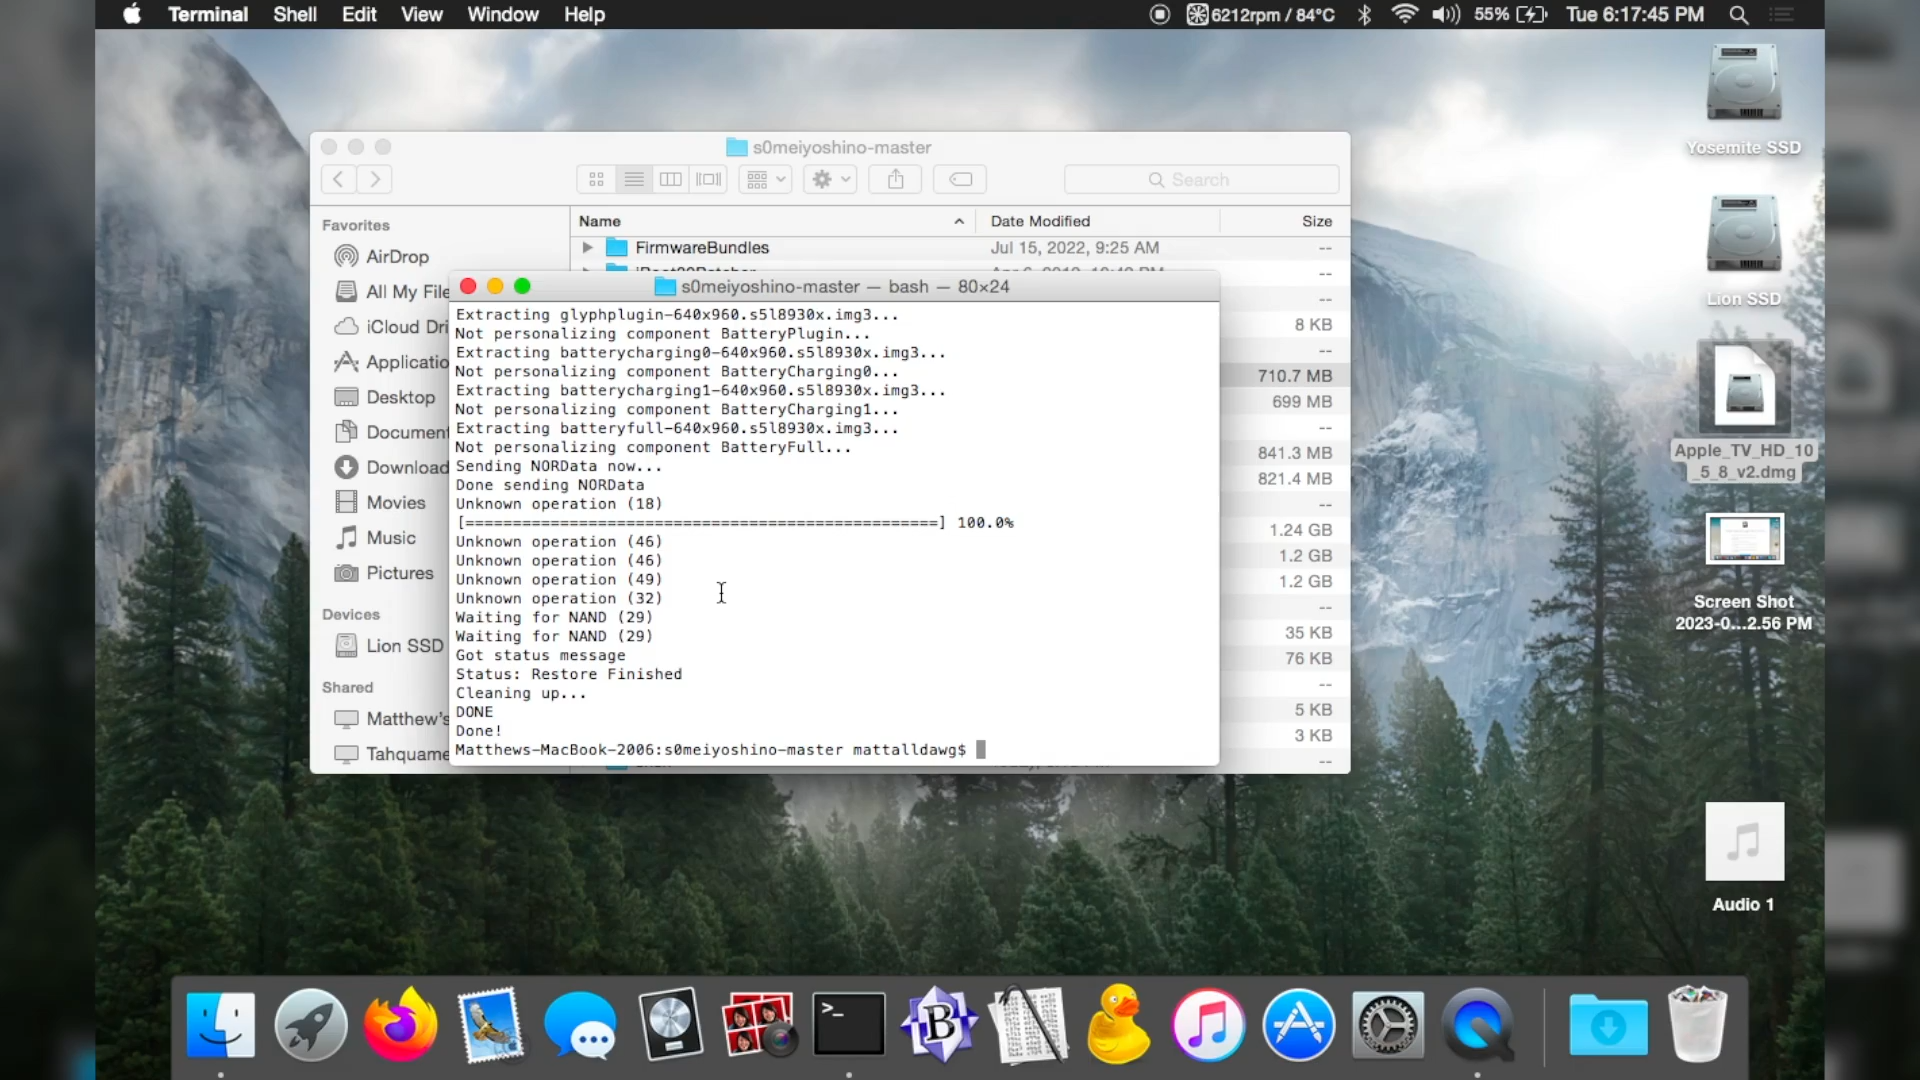 Terminal Shell Edit View Window Help
6212rpm / 84°C 55% Tue 6:17:45 PM
s0meiyoshino-master
Search
Favorites
AirDrop
All My File
iCloud Dri
Applicatio
Desktop
Document
Download
Movies
Music
Pictures
Devices
Lion SSD
Shared
Matthew's
Tahquame
Name Date Modified Size
FirmwareBundles Jul 15, 2022, 9:25 AM --
--
--
8 KB
--
710.7 MB
699 MB
--
841.3 MB
821.4 MB
--
1.24 GB
1.2 GB
1.2 GB
--
35 KB
76 KB
--
5 KB
3 KB
--
s0meiyoshino-master — bash — 80×24
Extracting glyphplugin-640x960.s5l8930x.img3...
Not personalizing component BatteryPlugin...
Extracting batterycharging0-640x960.s5l8930x.img3...
Not personalizing component BatteryCharging0...
Extracting batterycharging1-640x960.s5l8930x.img3...
Not personalizing component BatteryCharging1...
Extracting batteryfull-640x960.s5l8930x.img3...
Not personalizing component BatteryFull...
Sending NORData now...
Done sending NORData
Unknown operation (18)
[==================================================] 100.0%
Unknown operation (46)
Unknown operation (46)
Unknown operation (49)
Unknown operation (32)
Waiting for NAND (29)
Waiting for NAND (29)
Got status message
Status: Restore Finished
Cleaning up...
DONE
Done!
Matthews-MacBook-2006:s0meiyoshino-master mattalldawg$
Yosemite SSD
Lion SSD
Apple_TV_HD_10
_5_8_v2.dmg
Screen Shot
2023-0...2.56 PM
Audio 1